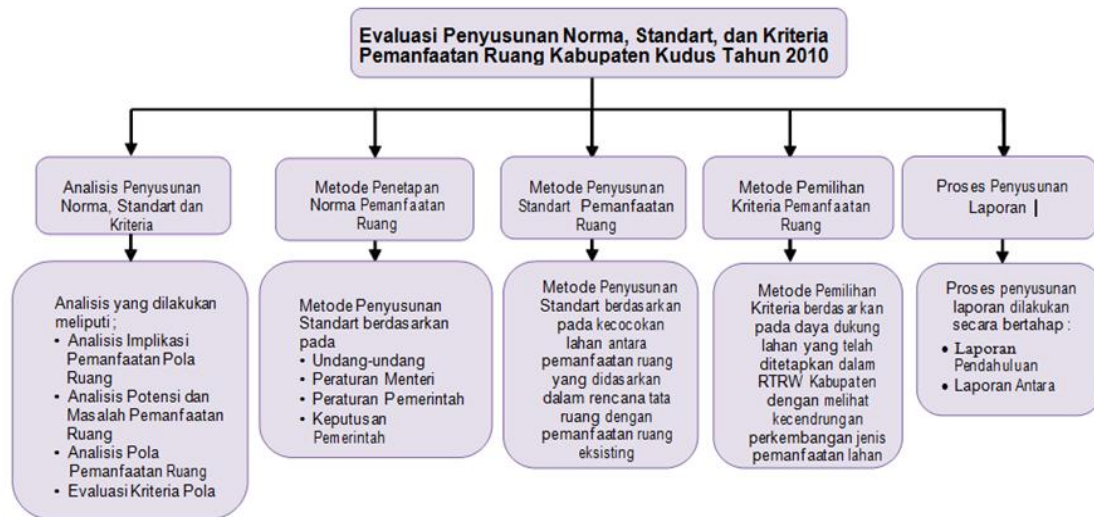 Evaluasi Penyusunan Norma, Standart, dan Kriteria
Pemanfaatan Ruang Kabupaten Kudus Tahun 2010
Analisis Penyusunan
Norma, Standart dan
Kriteria
Metode Penetapan
Norma Pemanfaatan
Ruang
Metode Penyusunan
Standart Pemanfaatan
Ruang
Metode Pemilihan
Kriteria Pemanfaatan
Ruang
Proses Penyusunan
Laporan |
Analisis yang dilakukan
meliputi ;
• Analisis Implikasi
Pemanfaatan Pola
Ruang
• Analisis Potensi dan
Masalah Pemanfaatan
Ruang
• Analisis Pola
Pemanfaatan Ruang
• Evaluasi Kriteria Pola
Metode Penyusunan
Standart berdasarkan
pada
• Undang-undang
• Peraturan Menteri
• Peraturan Pemerintah
• Keputusan
Pemerintah
Metode Penyusunan
Standart berdasarkan
pada kecocokan
lahan antara
pemanfaatan ruang
yang didasarkan
dalam rencana tata
ruang dengan
pemanfaatan ruang
eksisting
Metode Pemilihan
Kriteria berdasarkan
pada daya dukung
lahan yang telah
ditetapkan dalam
RTRW Kabupaten
dengan melihat
kecendrungan
perkembangan jenis
pemanfaatan lahan
Proses penyusunan
laporan dilakukan
secara bertahap :
• Laporan
Pendahuluan
• Laporan Antara